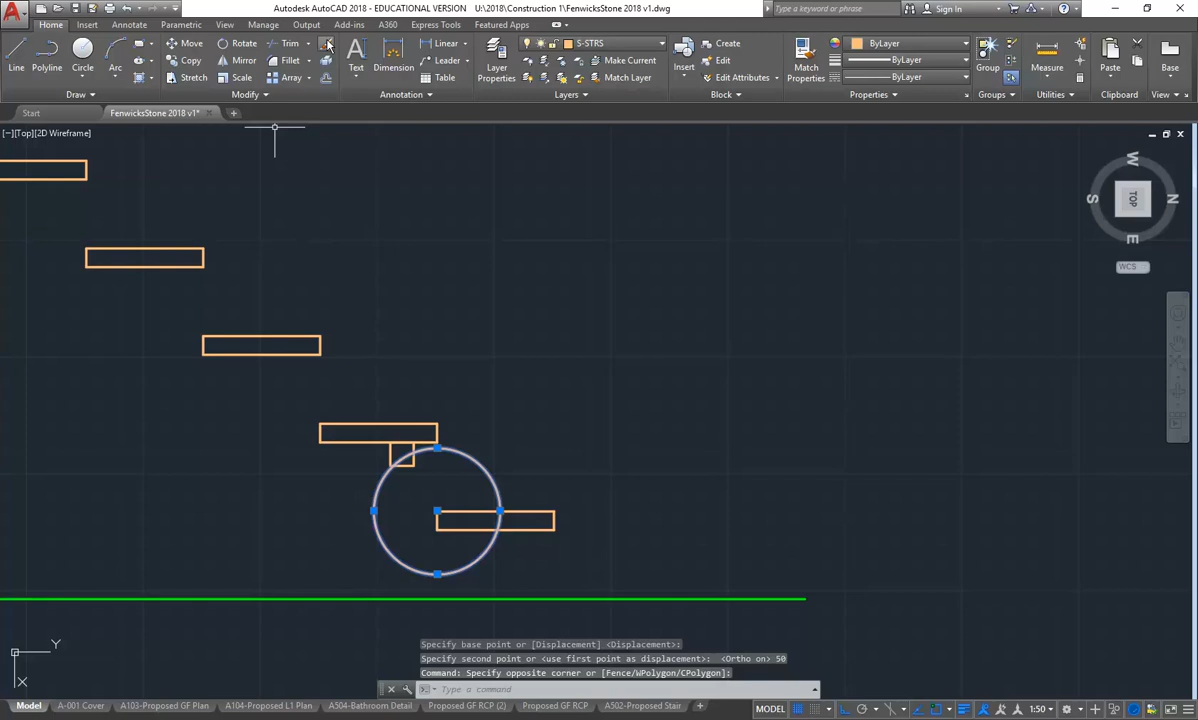 Autodesk AutoCAD 2018 - EDUCATIONAL VERSION U:\2018\Construction 1\FenwicksStone 2018 v1.dwg
Type a keyword or phrase
Sign In
Home Insert Annotate Parametric View Manage Output Add-ins A360 Express Tools Featured Apps
Line
Polyline
Circle
Arc
Draw
Move
Rotate
Trim
Copy
Mirror
Fillet
Stretch
Scale
Array
Modify
Text
Dimension
Linear
Leader
Table
Annotation
Layer Properties
S-STRS
Make Current
Match Layer
Layers
Insert
Create
Edit
Edit Attributes
Block
Match Properties
ByLayer
ByLayer
ByLayer
Properties
Group
Groups
Measure
Utilities
Paste
Clipboard
Base
View
Start
FenwicksStone 2018 v1*
[−][Top][2D Wireframe]
W
S TOP N
E
WCS
Y
X
Specify base point or [Displacement] <Displacement>:
Specify second point or <use first point as displacement>: <Ortho on> 50
Command: Specify opposite corner or [Fence/WPolygon/CPolygon]:
Type a command
Model A-001 Cover A103-Proposed GF Plan A104-Proposed L1 Plan A504-Bathroom Detail Proposed GF RCP (2) Proposed GF RCP A502-Proposed Stair
MODEL
1:50